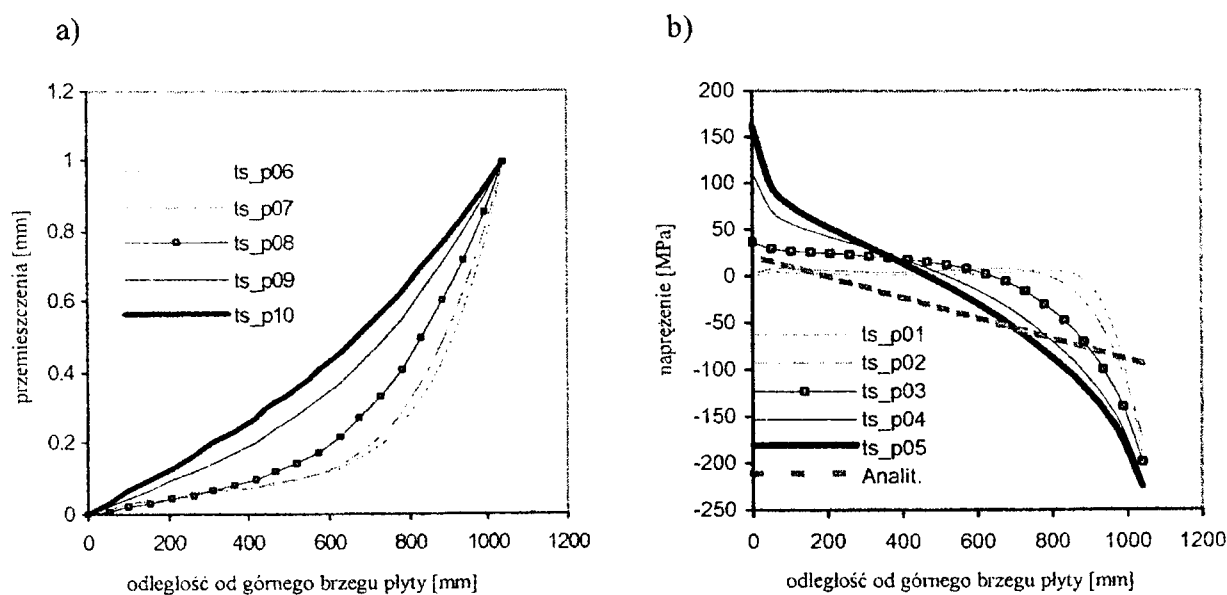 a)
przemieszczenia [mm]
1.2
1
0.8
0.6
0.4
0.2
0
0
200
400
600
800
1000
1200
ts_p06
ts_p07
ts_p08
ts_p09
ts_p10
odległość od górnego brzegu płyty [mm]
b)
naprężenie [MPa]
200
150
100
50
0
-50
-100
-150
-200
-250
0
200
400
600
800
1000
1200
ts_p01
ts_p02
ts_p03
ts_p04
ts_p05
Analit.
odległość od górnego brzegu płyty [mm]